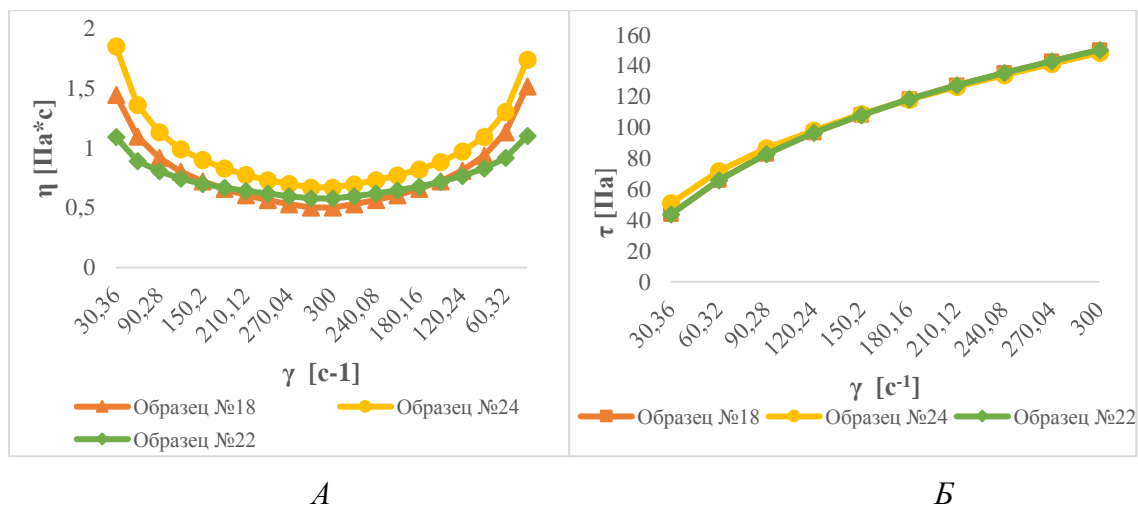 2
1,5
1
0,5
0
η [Па*с]
30,36
90,28
150,2
210,12
270,04
300
240,08
180,16
120,24
60,32
γ [с-1]
Образец №18
Образец №24
Образец №22
160
140
120
100
80
60
40
20
0
τ [Па]
30,36
60,32
90,28
120,24
150,2
180,16
210,12
240,08
270,04
300
γ [с⁻¹]
Образец №18
Образец №24
Образец №22
А
Б